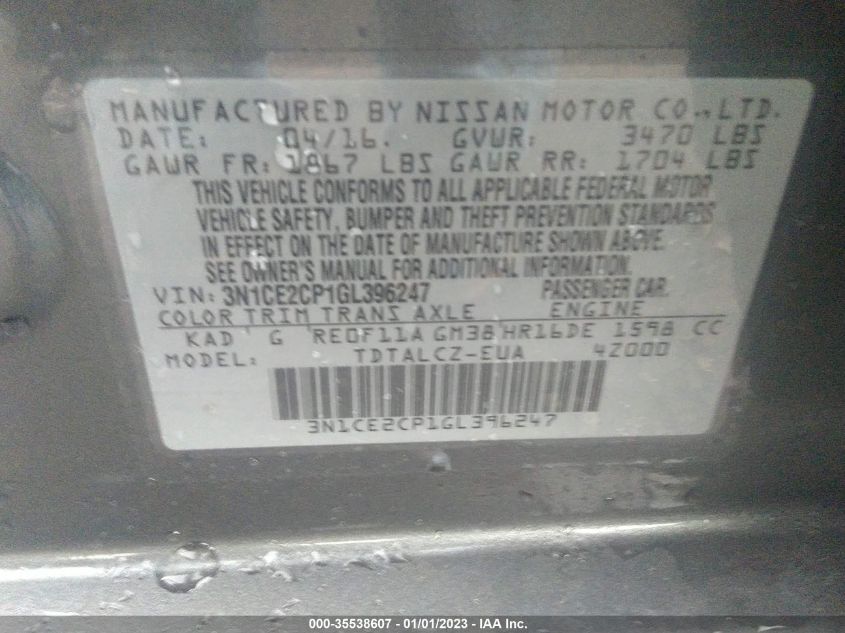 MANUFACTURED BY NISSAN MOTOR CO., LTD.
DATE: 04/16. GVWR: 3470 LBS
GAWR FR: 1867 LBS GAWR RR: 1704 LBS
THIS VEHICLE CONFORMS TO ALL APPLICABLE FEDERAL MOTOR
VEHICLE SAFETY, BUMPER AND THEFT PREVENTION STANDARDS
IN EFFECT ON THE DATE OF MANUFACTURE SHOWN ABOVE.
SEE OWNER'S MANUAL FOR ADDITIONAL INFORMATION.
VIN: 3N1CE2CP1GL396247 PASSENGER CAR.
COLOR TRIM TRANS AXLE ENGINE
KAD G RE0F11A GM38 HR16DE 1598 CC
MODEL: TDTALCZ-EUA 4Z000
3N1CE2CP1GL396247
000-35538607 - 01/01/2023 - IAA Inc.